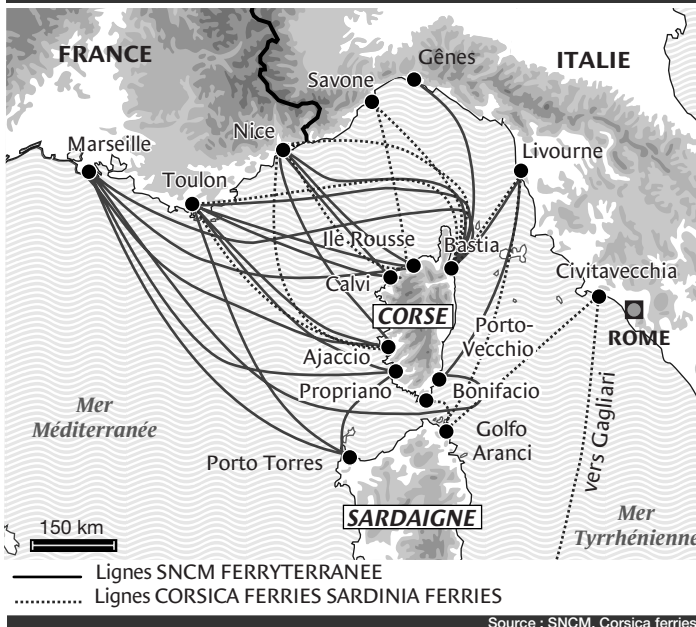 FRANCE
ITALIE
Gênes
Savone
Nice
Marseille
Livourne
Toulon
Ile Rousse
Bastia
Calvi
Civitavecchia
CORSE
ROME
Porto-
Vecchio
Ajaccio
Propriano
Bonifacio
Mer
Méditerranée
Golfo
Aranci
vers Gagliari
Porto Torres
SARDAIGNE
Mer
Tyrrhénienne
150 km
Lignes SNCM FERRYTERRANEE
Lignes CORSICA FERRIES SARDINIA FERRIES
Source : SNCM, Corsica ferries